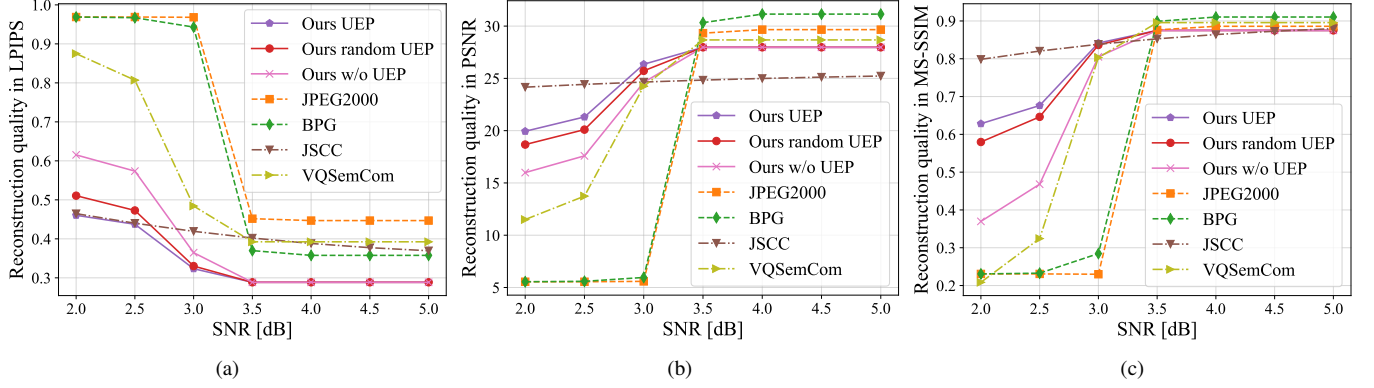 Reconstruction quality in LPIPS
1.0
0.9
0.8
0.7
0.6
0.5
0.4
0.3
Ours UEP
Ours random UEP
Ours w/o UEP
JPEG2000
BPG
JSCC
VQSemCom
2.0 2.5 3.0 3.5 4.0 4.5 5.0
SNR [dB]
(a)
Reconstruction quality in PSNR
30
25
20
15
10
5
Ours UEP
Ours random UEP
Ours w/o UEP
JPEG2000
BPG
JSCC
VQSemCom
2.0 2.5 3.0 3.5 4.0 4.5 5.0
SNR [dB]
(b)
Reconstruction quality in MS-SSIM
0.9
0.8
0.7
0.6
0.5
0.4
0.3
0.2
Ours UEP
Ours random UEP
Ours w/o UEP
JPEG2000
BPG
JSCC
VQSemCom
2.0 2.5 3.0 3.5 4.0 4.5 5.0
SNR [dB]
(c)